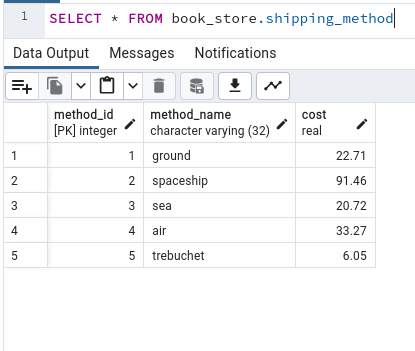 1 SELECT * FROM book_store.shipping_method
Data Output Messages Notifications
method_id method_name cost
[PK] integer character varying (32) real
1 1 ground 22.71
2 2 spaceship 91.46
3 3 sea 20.72
4 4 air 33.27
5 5 trebuchet 6.05